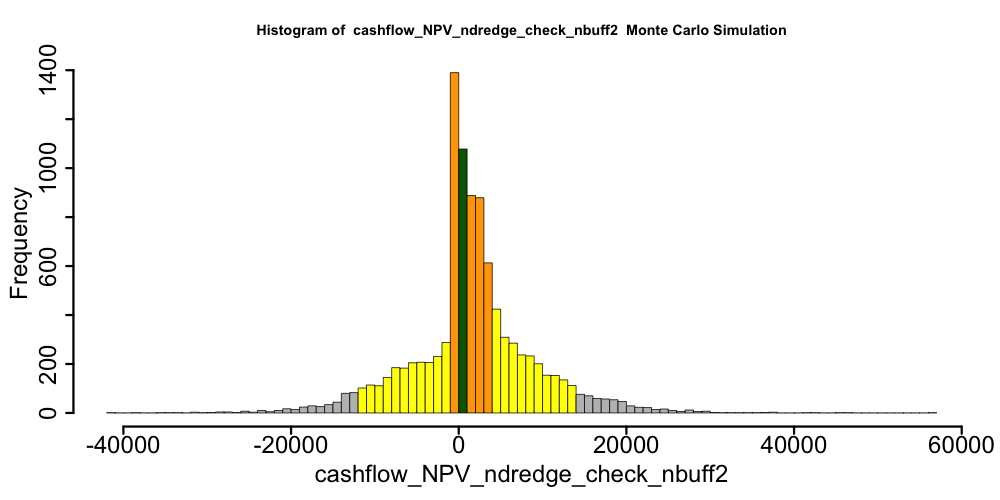 Histogram of  cashflow_NPV_ndredge_check_nbuff2  Monte Carlo Simulation
Frequency
1400
1000
600
200
0
-40000 -20000 0 20000 40000 60000
cashflow_NPV_ndredge_check_nbuff2